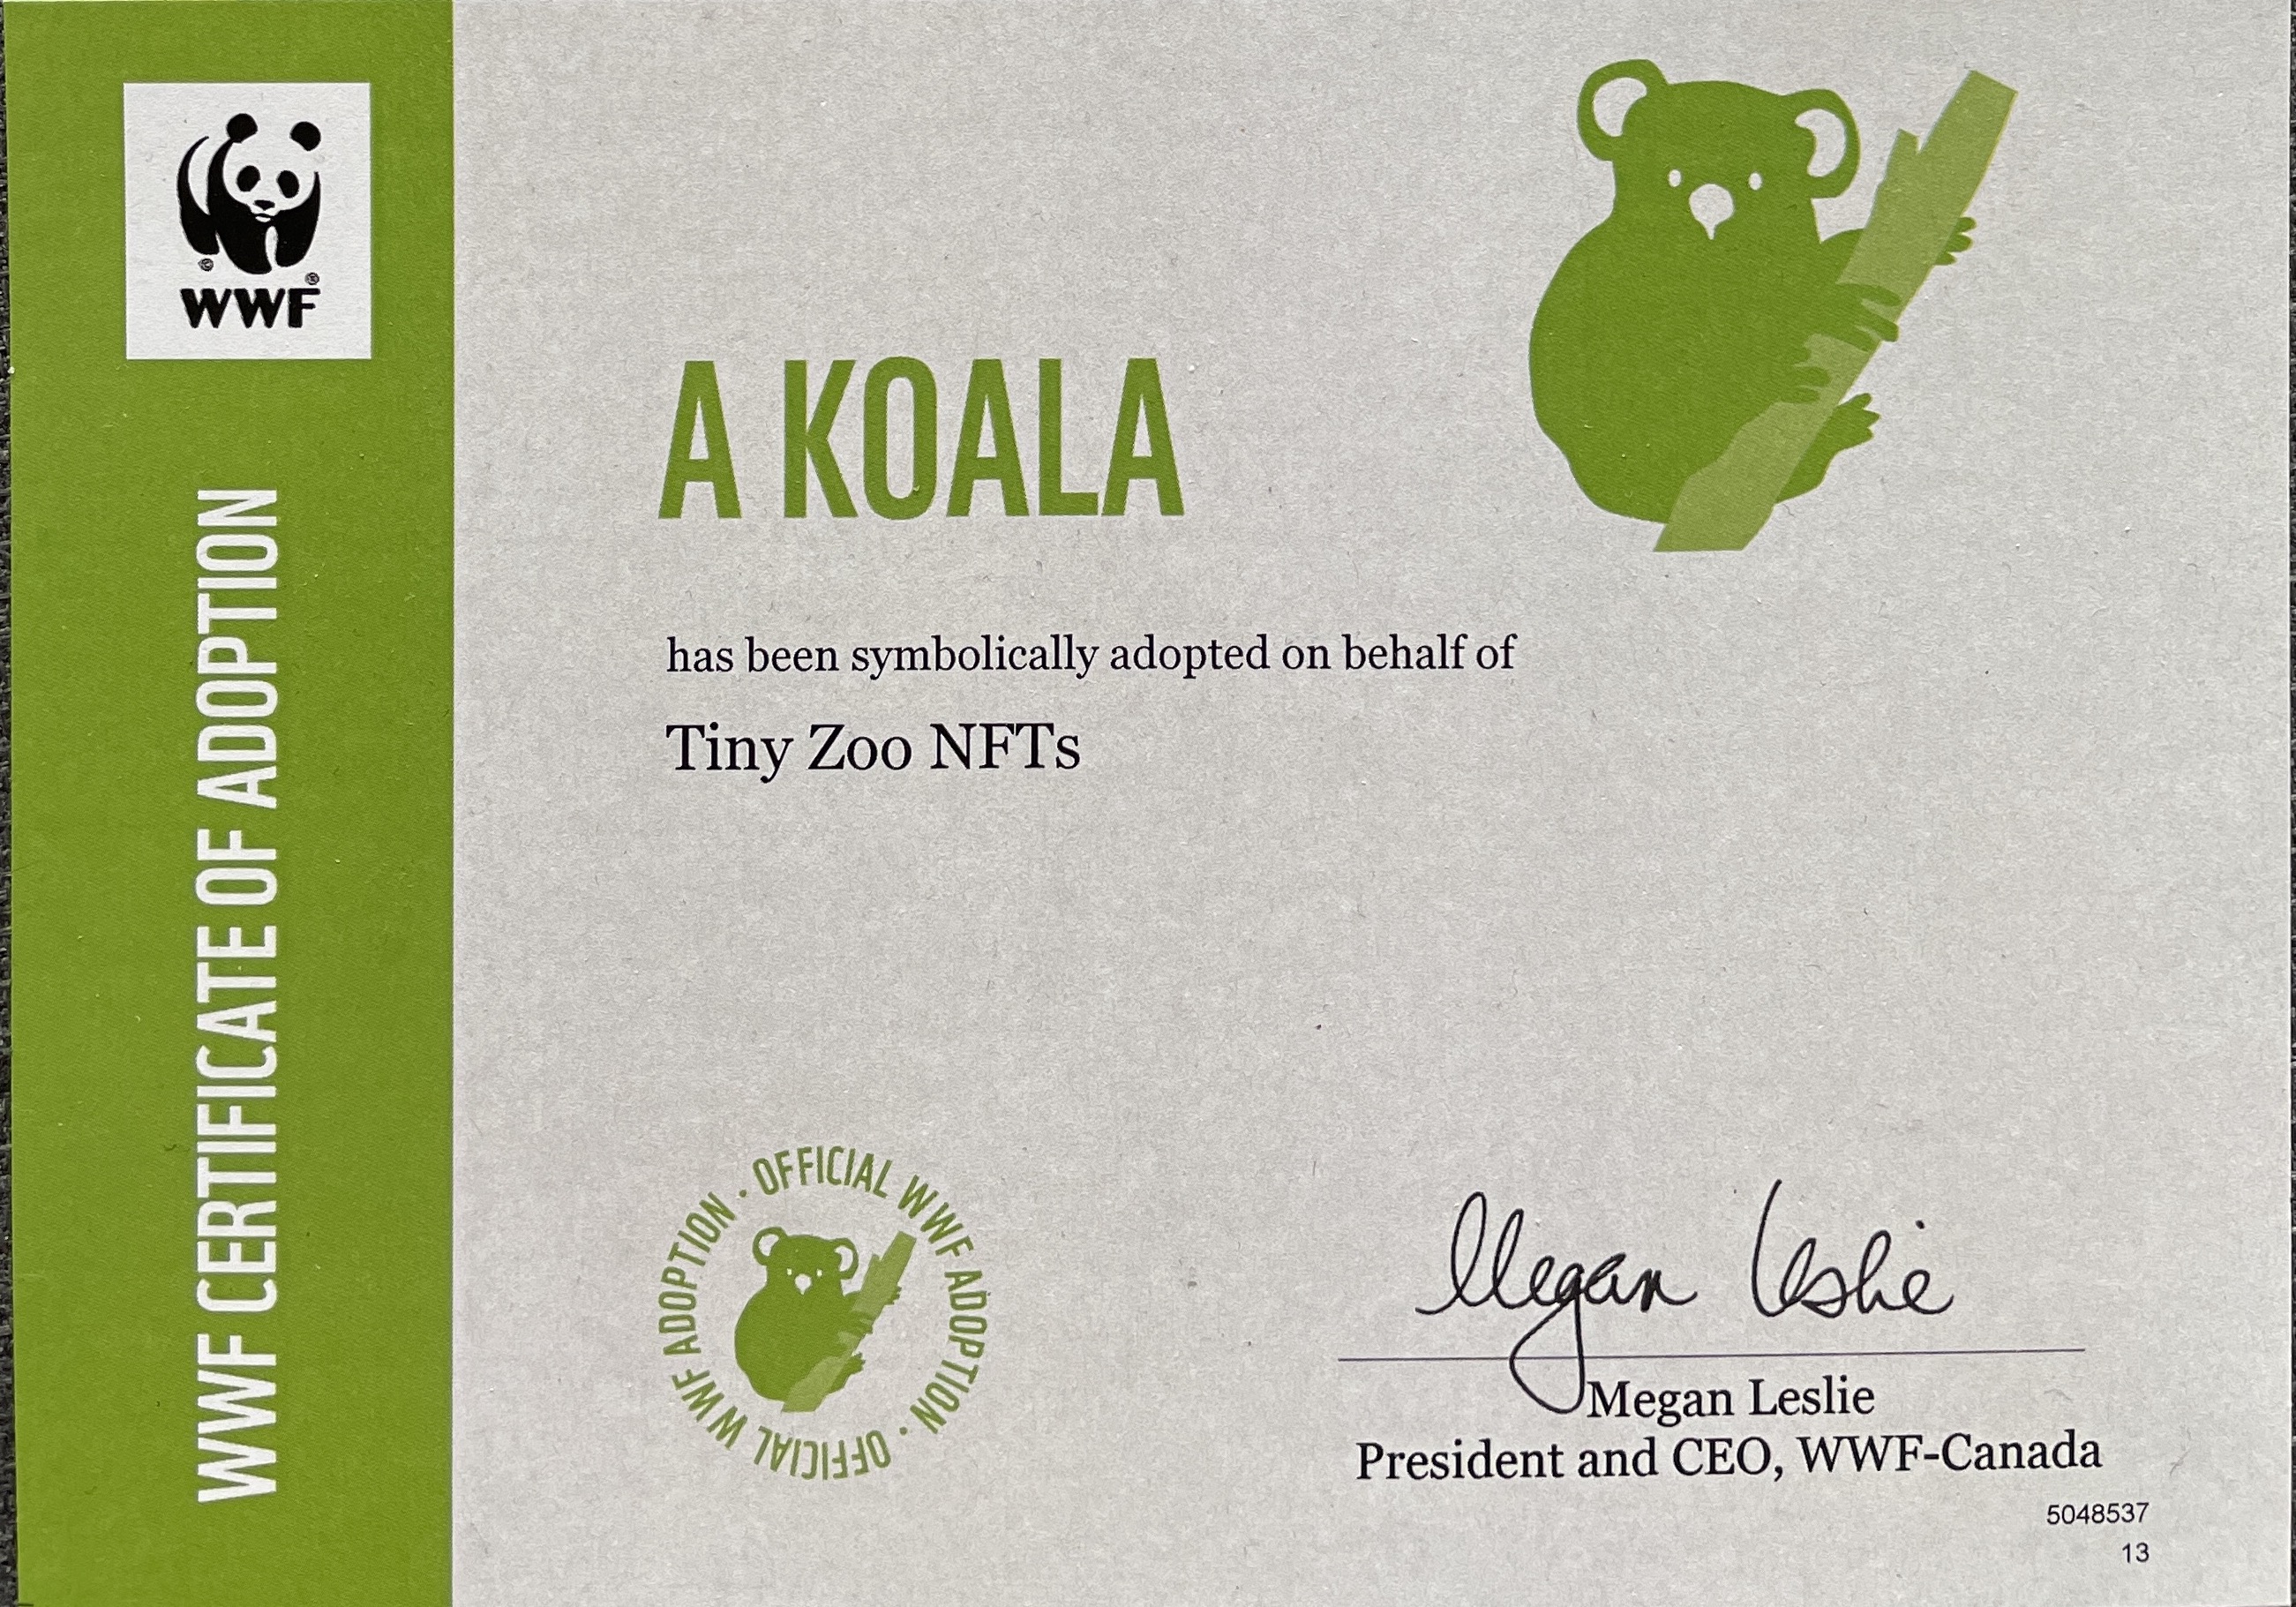 WWF
WWF CERTIFICATE OF ADOPTION
A KOALA
has been symbolically adopted on behalf of
Tiny Zoo NFTs
OFFICIAL WWF ADOPTION · OFFICIAL WWF ADOPTION ·
Megan Leslie
Megan Leslie
President and CEO, WWF-Canada
5048537
13